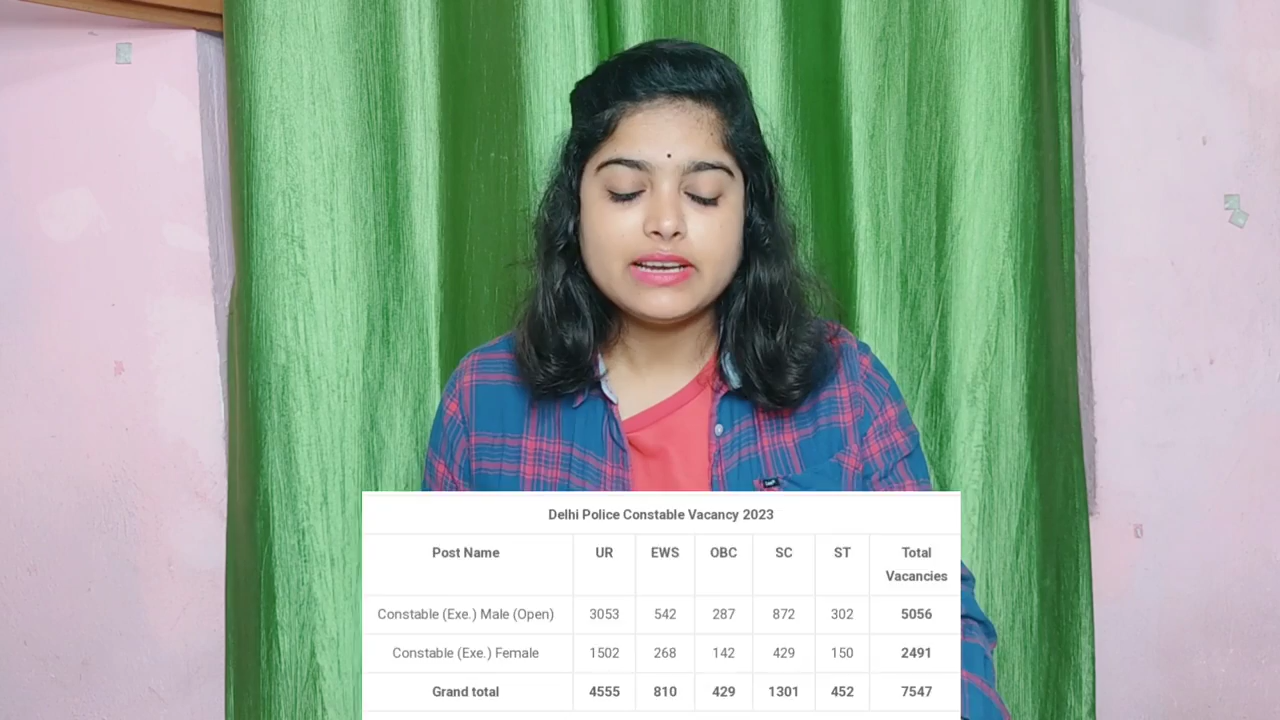 Delhi Police Constable Vacancy 2023
Post Name UR EWS OBC SC ST Total Vacancies
Constable (Exe.) Male (Open) 3053 542 287 872 302 5056
Constable (Exe.) Female 1502 268 142 429 150 2491
Grand total 4555 810 429 1301 452 7547